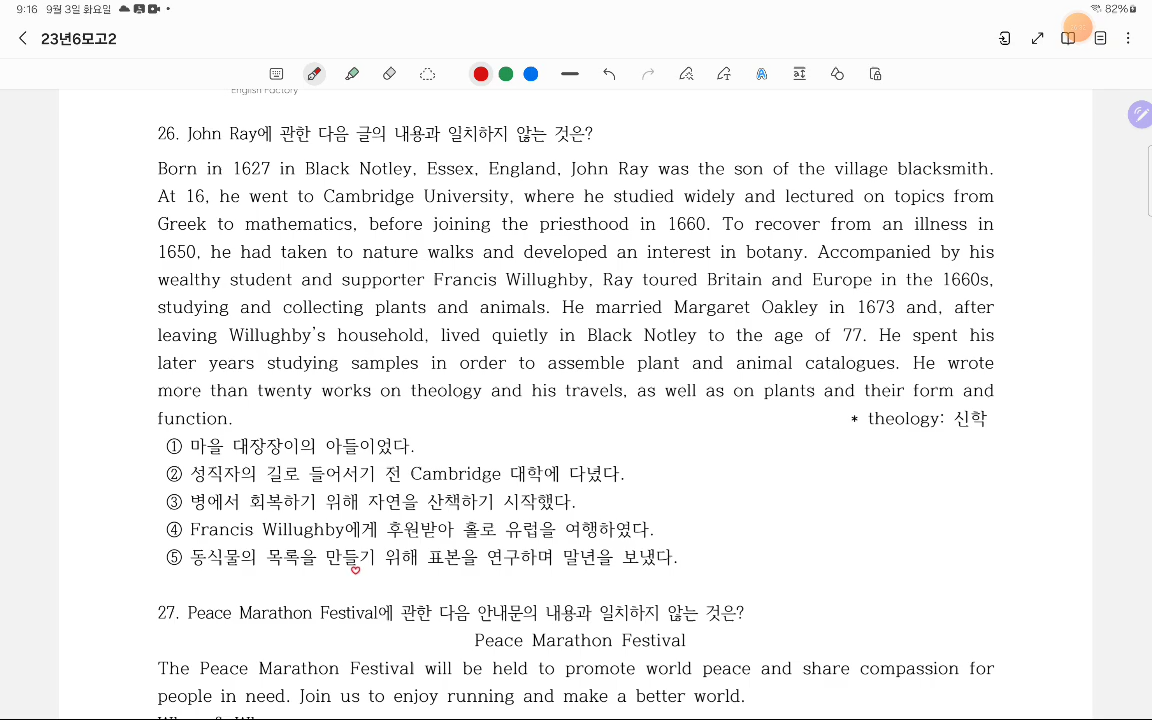 9:16 9월 3일 화요일
82%
23년6모고2
English Factory
26. John Ray에 관한 다음 글의 내용과 일치하지 않는 것은?
Born in 1627 in Black Notley, Essex, England, John Ray was the son of the village blacksmith.
At 16, he went to Cambridge University, where he studied widely and lectured on topics from
Greek to mathematics, before joining the priesthood in 1660. To recover from an illness in
1650, he had taken to nature walks and developed an interest in botany. Accompanied by his
wealthy student and supporter Francis Willughby, Ray toured Britain and Europe in the 1660s,
studying and collecting plants and animals. He married Margaret Oakley in 1673 and, after
leaving Willughby's household, lived quietly in Black Notley to the age of 77. He spent his
later years studying samples in order to assemble plant and animal catalogues. He wrote
more than twenty works on theology and his travels, as well as on plants and their form and
function. * theology: 신학
① 마을 대장장이의 아들이었다.
② 성직자의 길로 들어서기 전 Cambridge 대학에 다녔다.
③ 병에서 회복하기 위해 자연을 산책하기 시작했다.
④ Francis Willughby에게 후원받아 홀로 유럽을 여행하였다.
⑤ 동식물의 목록을 만들기 위해 표본을 연구하며 말년을 보냈다.
27. Peace Marathon Festival에 관한 다음 안내문의 내용과 일치하지 않는 것은?
Peace Marathon Festival
The Peace Marathon Festival will be held to promote world peace and share compassion for
people in need. Join us to enjoy running and make a better world.